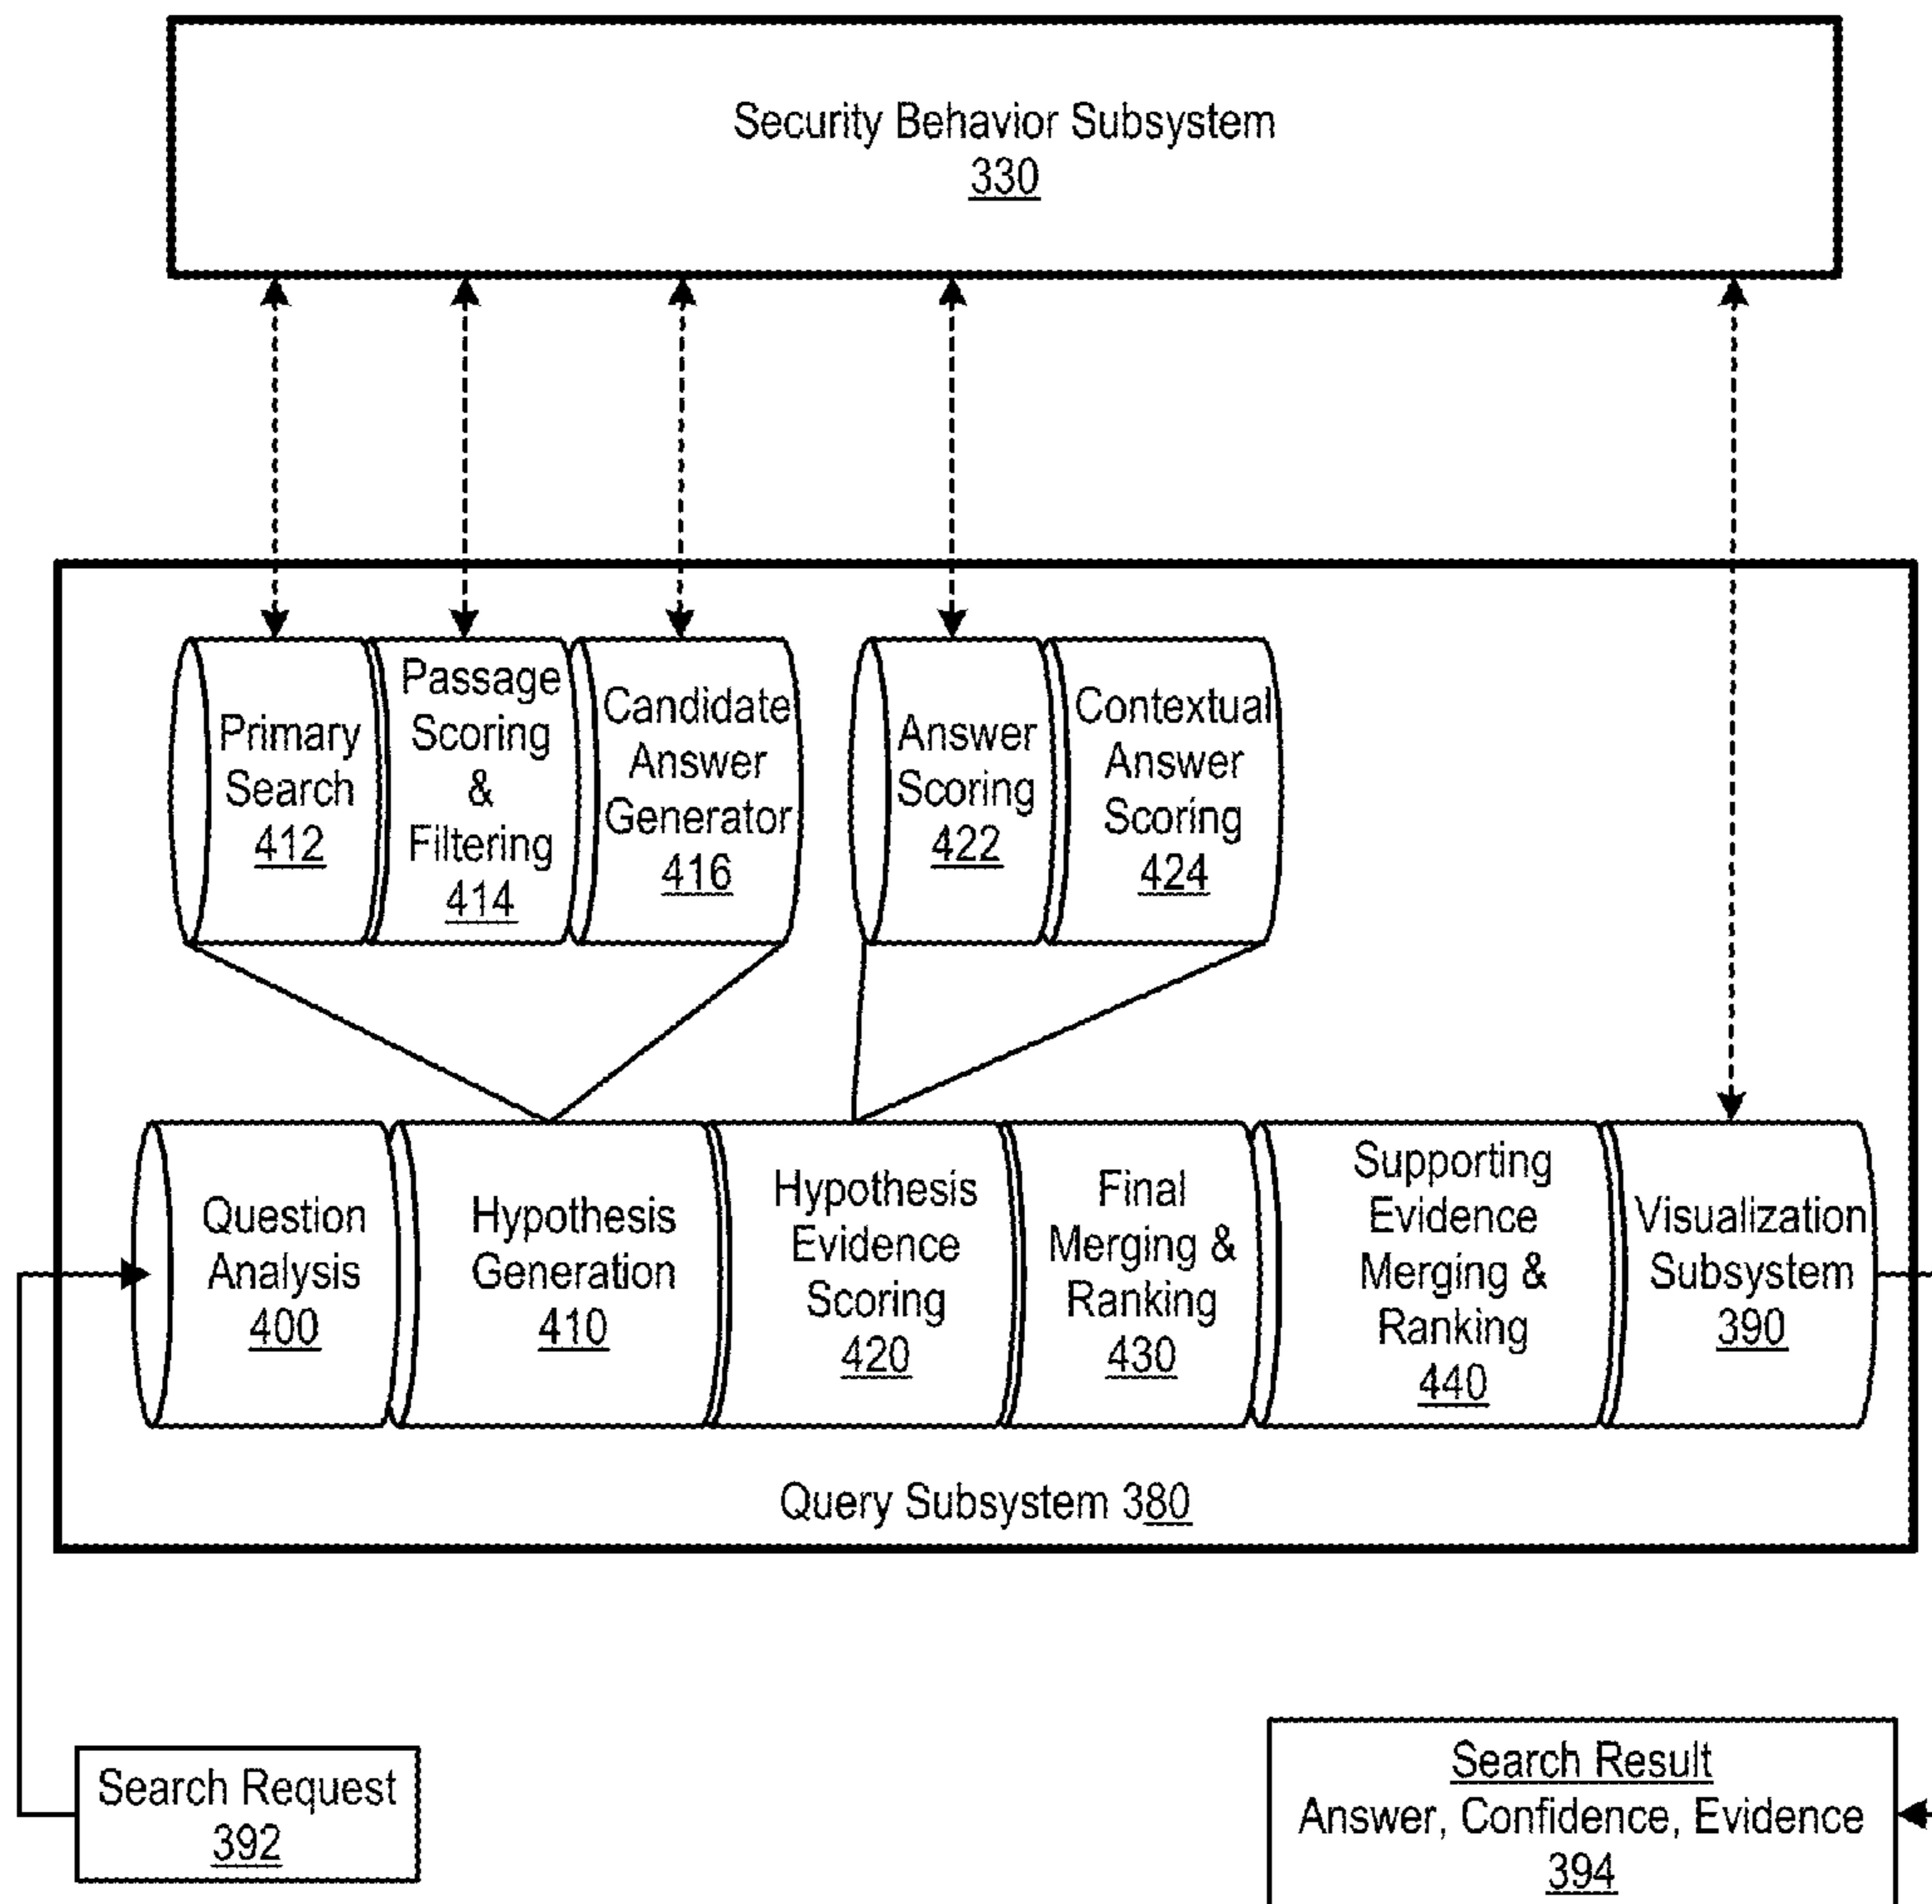 Security Behavior Subsystem
330
Primary
Search
412
Passage
Scoring
&
Filtering
414
Candidate
Answer
Generator
416
Answer
Scoring
422
Contextual
Answer
Scoring
424
Question
Analysis
400
Hypothesis
Generation
410
Hypothesis
Evidence
Scoring
420
Final
Merging &
Ranking
430
Supporting
Evidence
Merging &
Ranking
440
Visualization
Subsystem
390
Query Subsystem 380
Search Request
392
Search Result
Answer, Confidence, Evidence
394